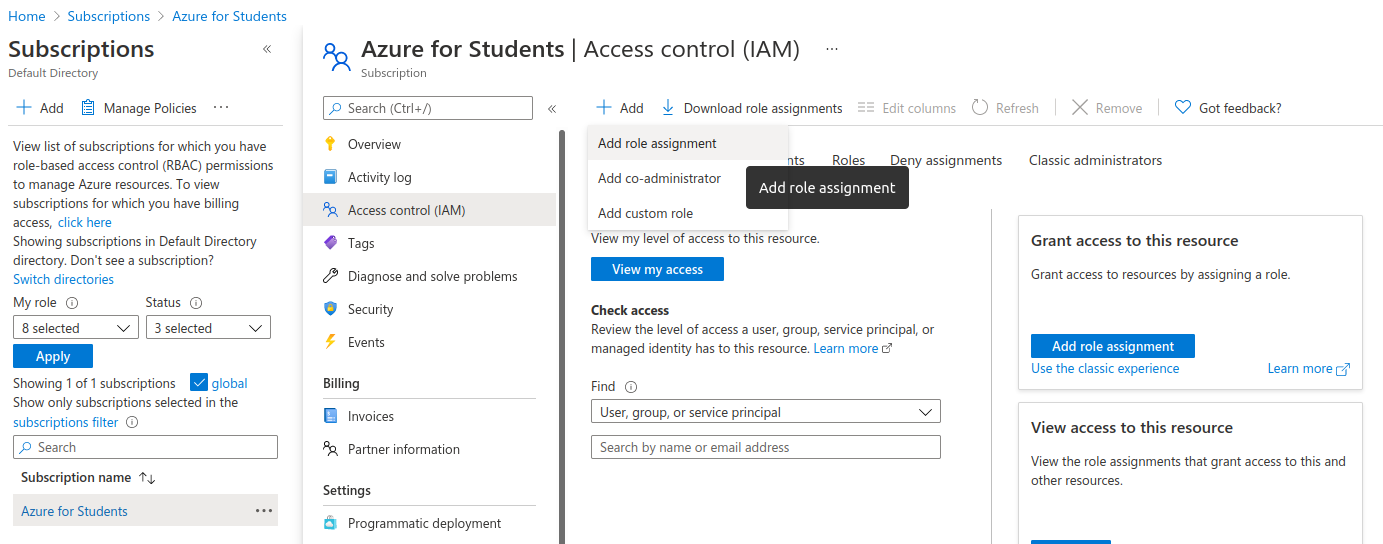 Home > Subscriptions > Azure for Students
Subscriptions «
Default Directory
+ Add Manage Policies ...
View list of subscriptions for which you have
role-based access control (RBAC) permissions
to manage Azure resources. To view
subscriptions for which you have billing
access, click here
Showing subscriptions in Default Directory
directory. Don't see a subscription?
Switch directories
My role Status
8 selected 3 selected
Apply
Showing 1 of 1 subscriptions global
Show only subscriptions selected in the
subscriptions filter
Search
Subscription name ↑↓
Azure for Students ...
Azure for Students | Access control (IAM) ...
Subscription
Search (Ctrl+/) «
Overview
Activity log
Access control (IAM)
Tags
Diagnose and solve problems
Security
Events
Billing
Invoices
Partner information
Settings
Programmatic deployment
+ Add Download role assignments Edit columns Refresh Remove Got feedback?
Add role assignment
Add co-administrator
Add custom role
Add role assignment
nts Roles Deny assignments Classic administrators
View my level of access to this resource.
View my access
Check access
Review the level of access a user, group, service principal, or
managed identity has to this resource. Learn more
Find
User, group, or service principal
Search by name or email address
Grant access to this resource
Grant access to resources by assigning a role.
Add role assignment
Use the classic experience Learn more
View access to this resource
View the role assignments that grant access to this and
other resources.